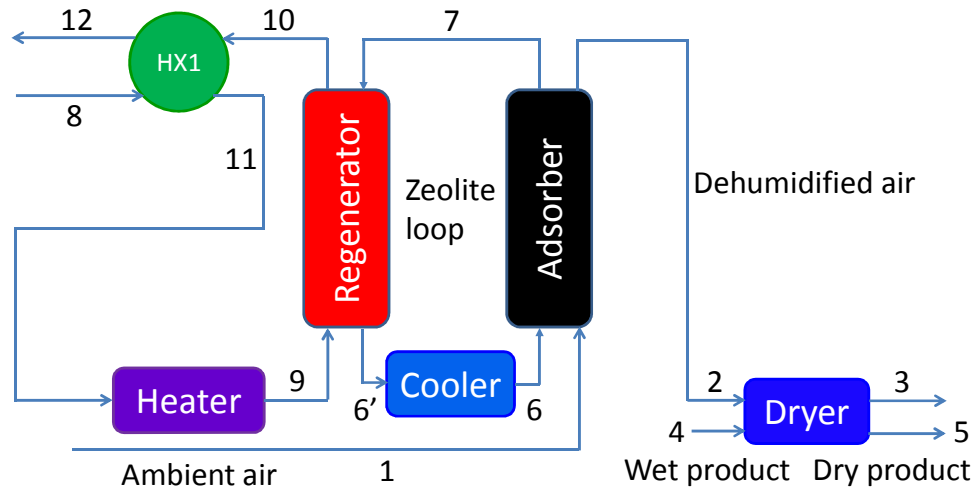 12
10
7
HX1
8
11
Regenerator
Zeolite
loop
Adsorber
Dehumidified air
Heater
9
6’
Cooler
6
2
3
Dryer
4
5
Wet product
Dry product
Ambient air
1